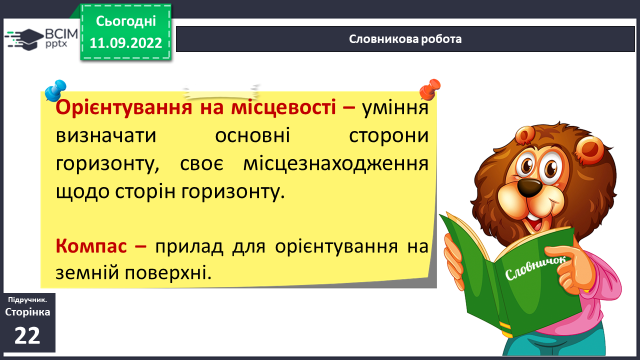 Сьогодні
11.09.2022
Словникова робота
BCIM
pptx
Орієнтування на місцевості – уміння
визначати основні сторони
горизонту, своє місцезнаходження
щодо сторін горизонту.
Компас – прилад для орієнтування на
земній поверхні.
Словничок
Підручник.
Сторінка
22